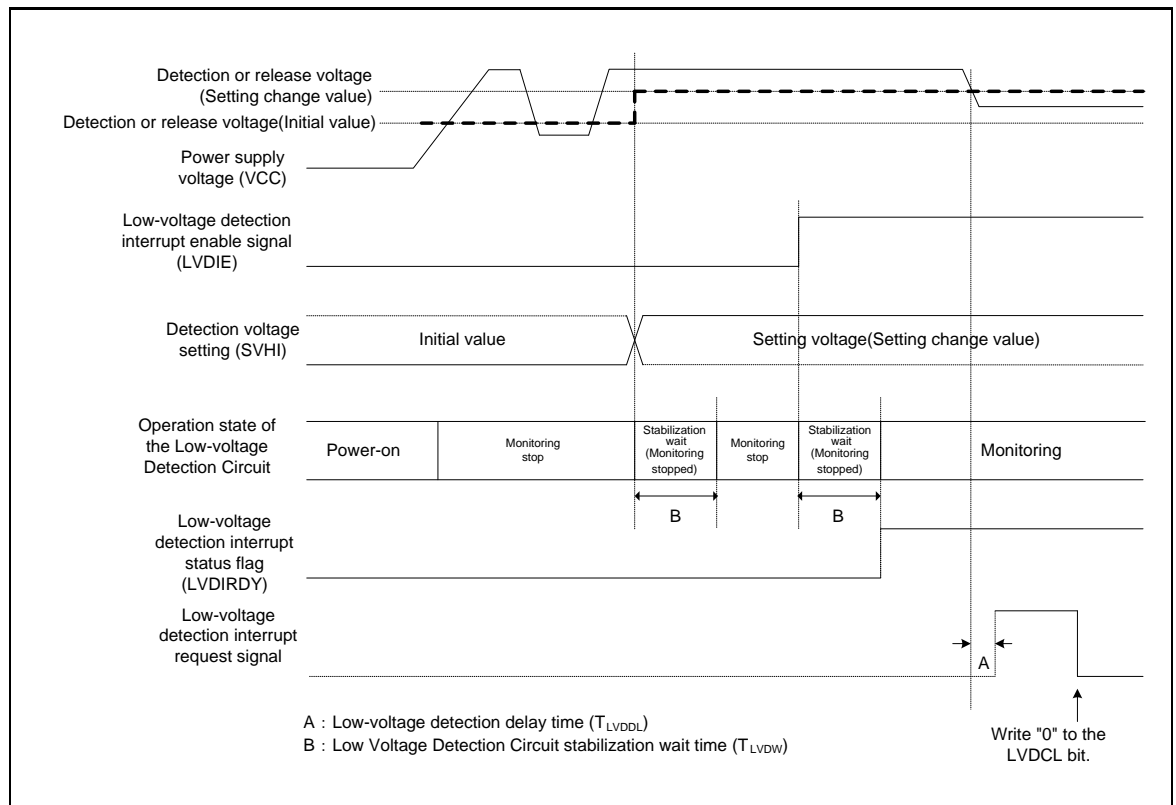 Detection or release voltage
(Setting change value)
Detection or release voltage(Initial value)
Power supply
voltage (VCC)
Low-voltage detection
interrupt enable signal
(LVDIE)
Detection voltage
setting (SVHI)
Initial value
Setting voltage(Setting change value)
Operation state of
the Low-voltage
Detection Circuit
Power-on
Monitoring
stop
Stabilization
wait
(Monitoring
stopped)
Monitoring
stop
Stabilization
wait
(Monitoring
stopped)
Monitoring
B
B
Low-voltage
detection interrupt
status flag
(LVDIRDY)
Low-voltage
detection interrupt
request signal
A
A : Low-voltage detection delay time (TLVDDL)
B : Low Voltage Detection Circuit stabilization wait time (TLVDW)
Write "0" to the
LVDCL bit.